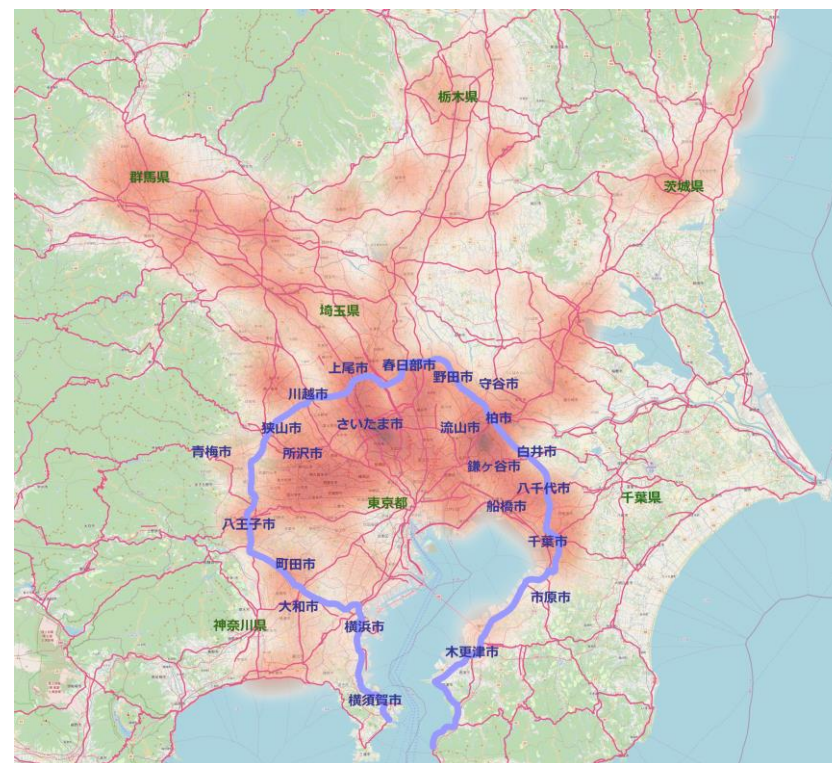 栃木県
群馬県
茨城県
埼玉県
上尾市
春日部市
野田市
守谷市
川越市
狭山市
さいたま市
流山市
柏市
青梅市
所沢市
白井市
鎌ヶ谷市
八千代市
東京都
船橋市
千葉県
八王子市
千葉市
町田市
市原市
大和市
神奈川県
横浜市
木更津市
横須賀市